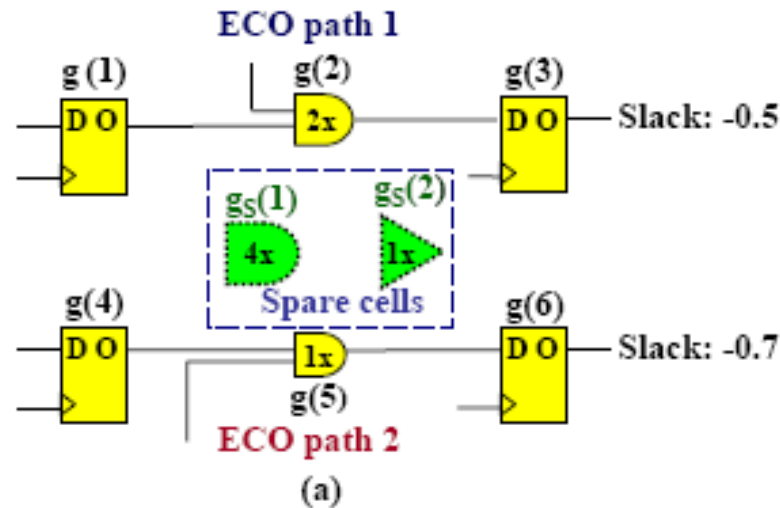 ECO path 1
g (1)
g(2)
g(3)
D O
2x
D O
Slack: -0.5
gS(1)
gS(2)
4x
1x
Spare cells
g(4)
g(6)
D O
1x
D O
Slack: -0.7
g(5)
ECO path 2
(a)